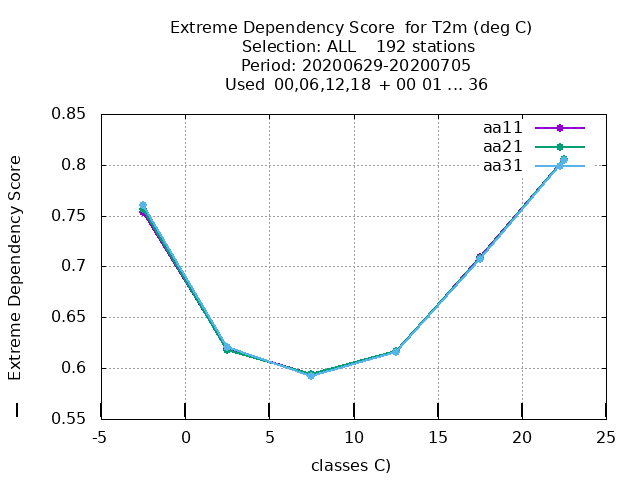 Extreme Dependency Score  for T2m (deg C)
Selection: ALL    192 stations
Period: 20200629-20200705
Used  00,06,12,18  + 00 01 ... 36
0.85
0.8
0.75
0.7
0.65
0.6
0.55
Extreme Dependency Score
aa11
aa21
aa31
-5
0
5
10
15
20
25
classes C)